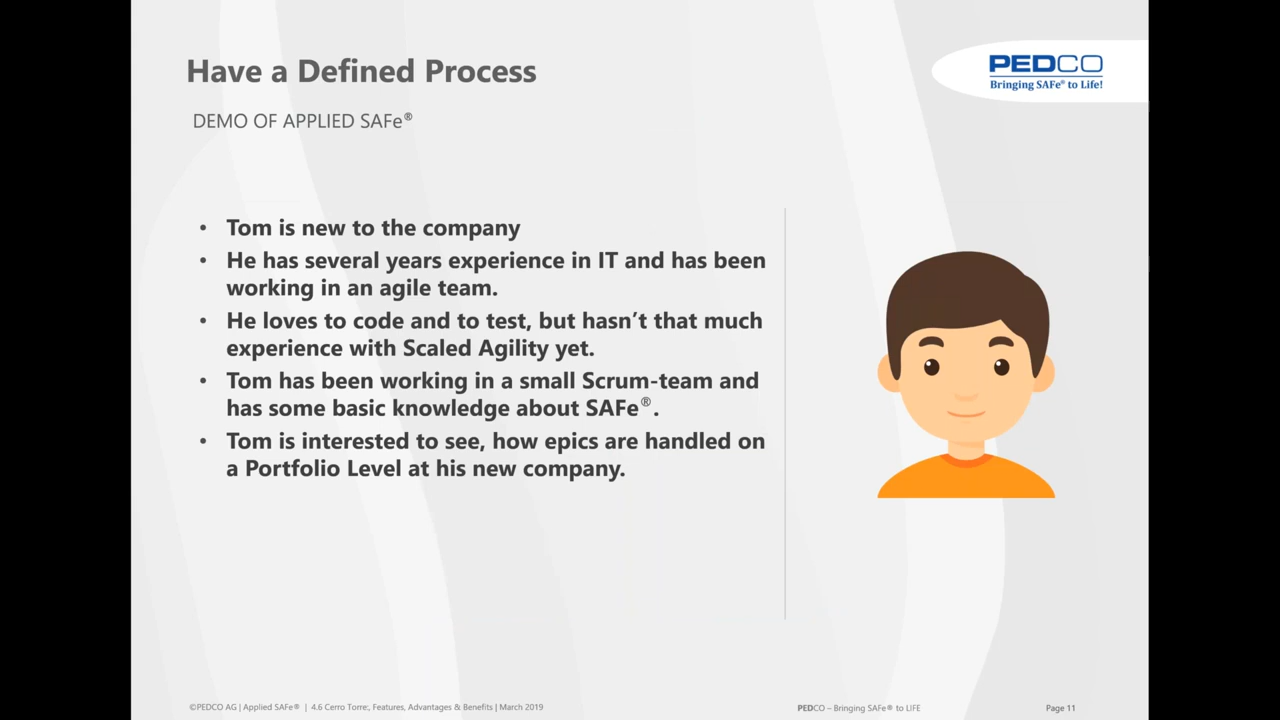 Have a Defined Process
PEDCO
Bringing SAFe® to Life!
DEMO OF APPLIED SAFe®
• Tom is new to the company
• He has several years experience in IT and has been
working in an agile team.
• He loves to code and to test, but hasn't that much
experience with Scaled Agility yet.
• Tom has been working in a small Scrum-team and
has some basic knowledge about SAFe®.
• Tom is interested to see, how epics are handled on
a Portfolio Level at his new company.
©PEDCO AG | Applied SAFe® | 4.6 Cerro Torre:, Features, Advantages & Benefits | March 2019
PEDCO – Bringing SAFe® to LIFE
Page 11